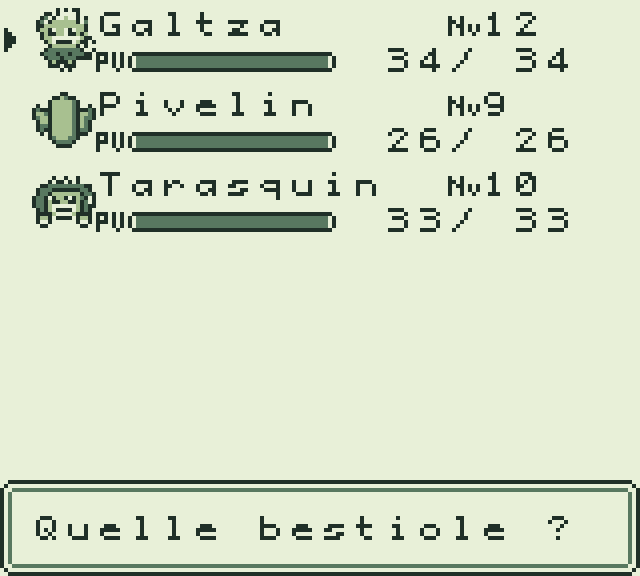 Galtza Nv12
PV 34/ 34
Pivelin Nv9
PV 26/ 26
Tarasquin Nv10
PV 33/ 33
Quelle bestiole ?